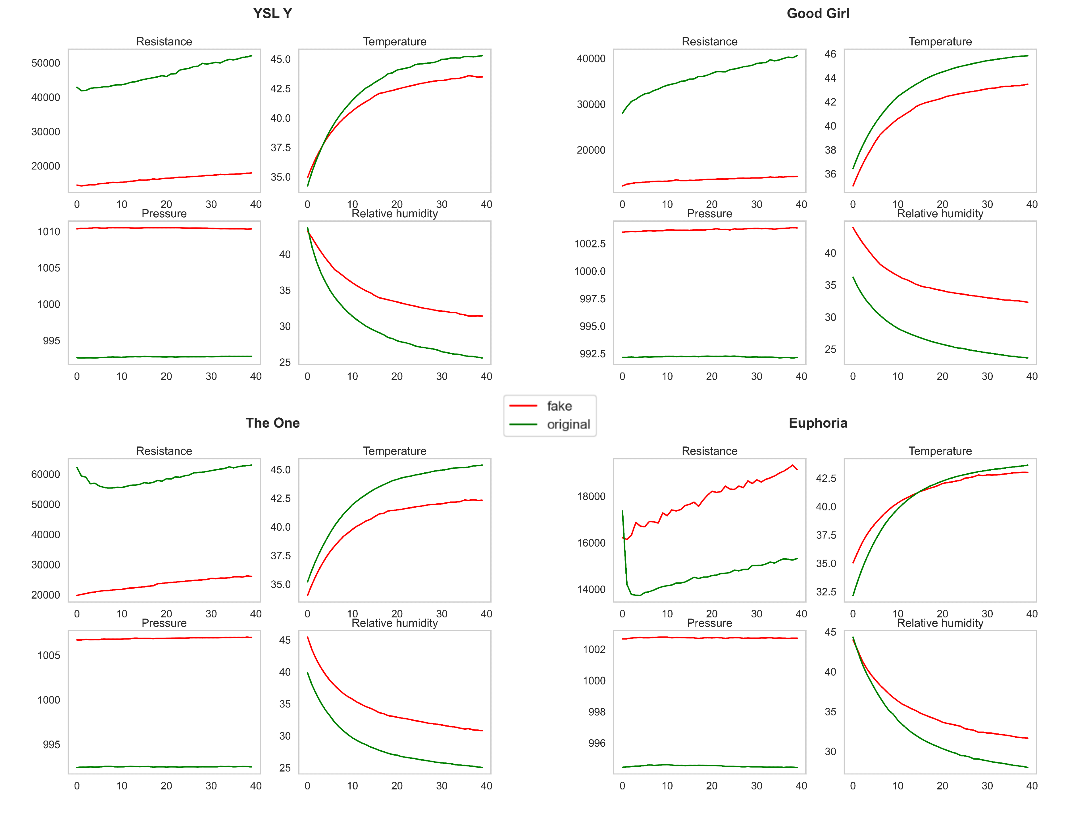 YSL Y
Good Girl
Resistance
Temperature
Resistance
Temperature
50000
40000
30000
20000
0 10 20 30 40
45.0
42.5
40.0
37.5
35.0
0 10 20 30 40
40000
30000
20000
0 10 20 30 40
46
44
42
40
38
36
0 10 20 30 40
Pressure
Relative humidity
Pressure
Relative humidity
1010
1005
1000
995
0 10 20 30 40
40
35
30
25
0 10 20 30 40
1002.5
1000.0
997.5
995.0
992.5
0 10 20 30 40
40
35
30
25
0 10 20 30 40
fake
original
The One
Euphoria
Resistance
Temperature
Resistance
Temperature
60000
50000
40000
30000
20000
0 10 20 30 40
45.0
42.5
40.0
37.5
35.0
0 10 20 30 40
18000
16000
14000
0 10 20 30 40
42.5
40.0
37.5
35.0
32.5
0 10 20 30 40
Pressure
Relative humidity
Pressure
Relative humidity
1005
1000
995
0 10 20 30 40
45
40
35
30
25
0 10 20 30 40
1002
1000
998
996
0 10 20 30 40
45
40
35
30
0 10 20 30 40